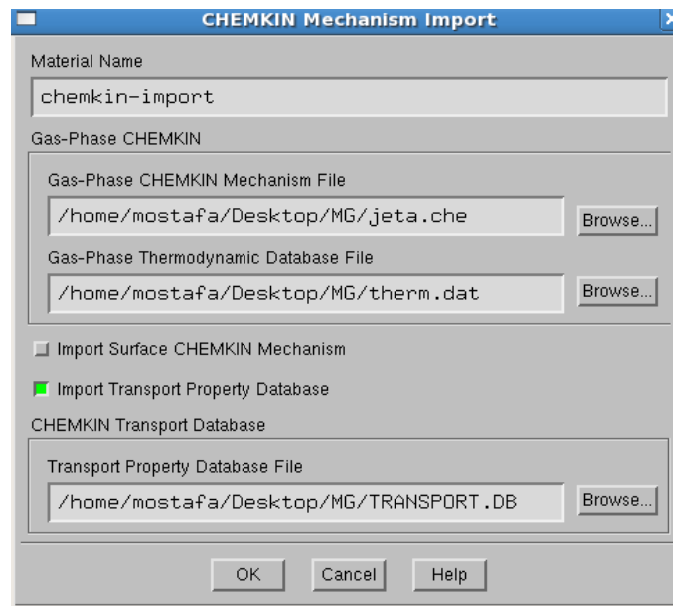 CHEMKIN Mechanism Import
Material Name
chemkin-import
Gas-Phase CHEMKIN
Gas-Phase CHEMKIN Mechanism File
/home/mostafa/Desktop/MG/jeta.che
Browse...
Gas-Phase Thermodynamic Database File
/home/mostafa/Desktop/MG/therm.dat
Browse...
Import Surface CHEMKIN Mechanism
Import Transport Property Database
CHEMKIN Transport Database
Transport Property Database File
/home/mostafa/Desktop/MG/TRANSPORT.DB
Browse...
OK Cancel Help